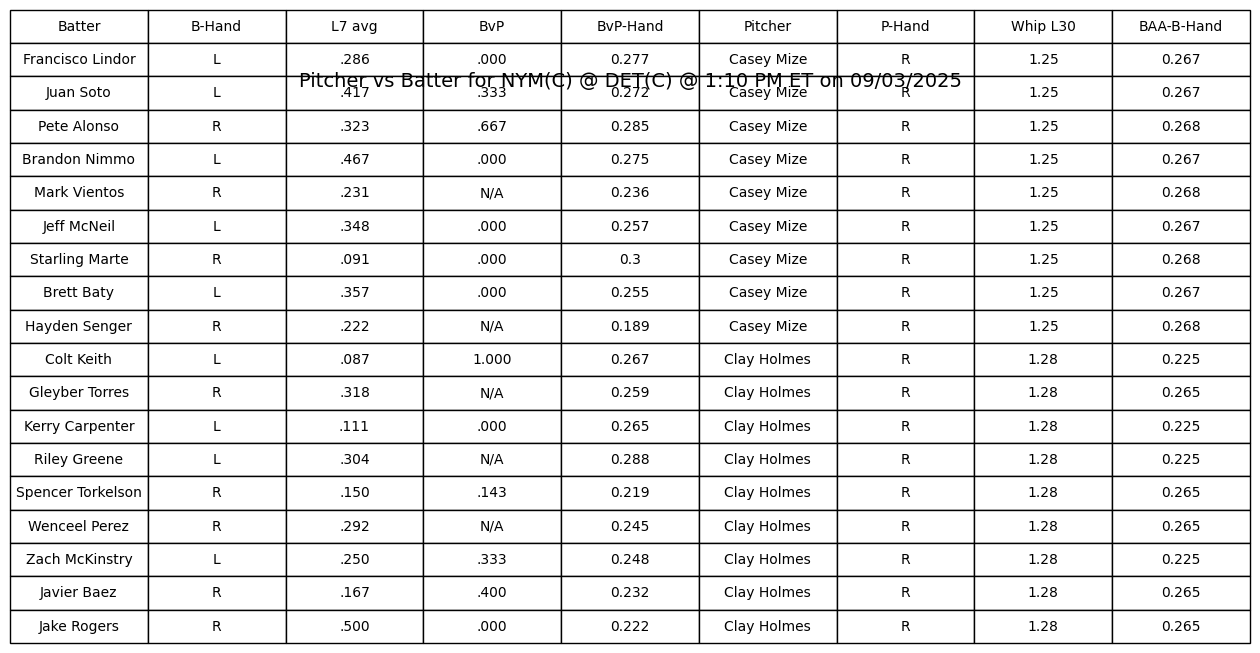 Batter B-Hand L7 avg BvP BvP-Hand Pitcher P-Hand Whip L30 BAA-B-Hand
Francisco Lindor L .286 .000 0.277 Casey Mize R 1.25 0.267
Pitcher vs Batter for NYM(C) @ DET(C) @ 1:10 PM ET on 09/03/2025
Juan Soto L .417 .333 0.272 Casey Mize R 1.25 0.267
Pete Alonso R .323 .667 0.285 Casey Mize R 1.25 0.268
Brandon Nimmo L .467 .000 0.275 Casey Mize R 1.25 0.267
Mark Vientos R .231 N/A 0.236 Casey Mize R 1.25 0.268
Jeff McNeil L .348 .000 0.257 Casey Mize R 1.25 0.267
Starling Marte R .091 .000 0.3 Casey Mize R 1.25 0.268
Brett Baty L .357 .000 0.255 Casey Mize R 1.25 0.267
Hayden Senger R .222 N/A 0.189 Casey Mize R 1.25 0.268
Colt Keith L .087 1.000 0.267 Clay Holmes R 1.28 0.225
Gleyber Torres R .318 N/A 0.259 Clay Holmes R 1.28 0.265
Kerry Carpenter L .111 .000 0.265 Clay Holmes R 1.28 0.225
Riley Greene L .304 N/A 0.288 Clay Holmes R 1.28 0.225
Spencer Torkelson R .150 .143 0.219 Clay Holmes R 1.28 0.265
Wenceel Perez R .292 N/A 0.245 Clay Holmes R 1.28 0.265
Zach McKinstry L .250 .333 0.248 Clay Holmes R 1.28 0.225
Javier Baez R .167 .400 0.232 Clay Holmes R 1.28 0.265
Jake Rogers R .500 .000 0.222 Clay Holmes R 1.28 0.265